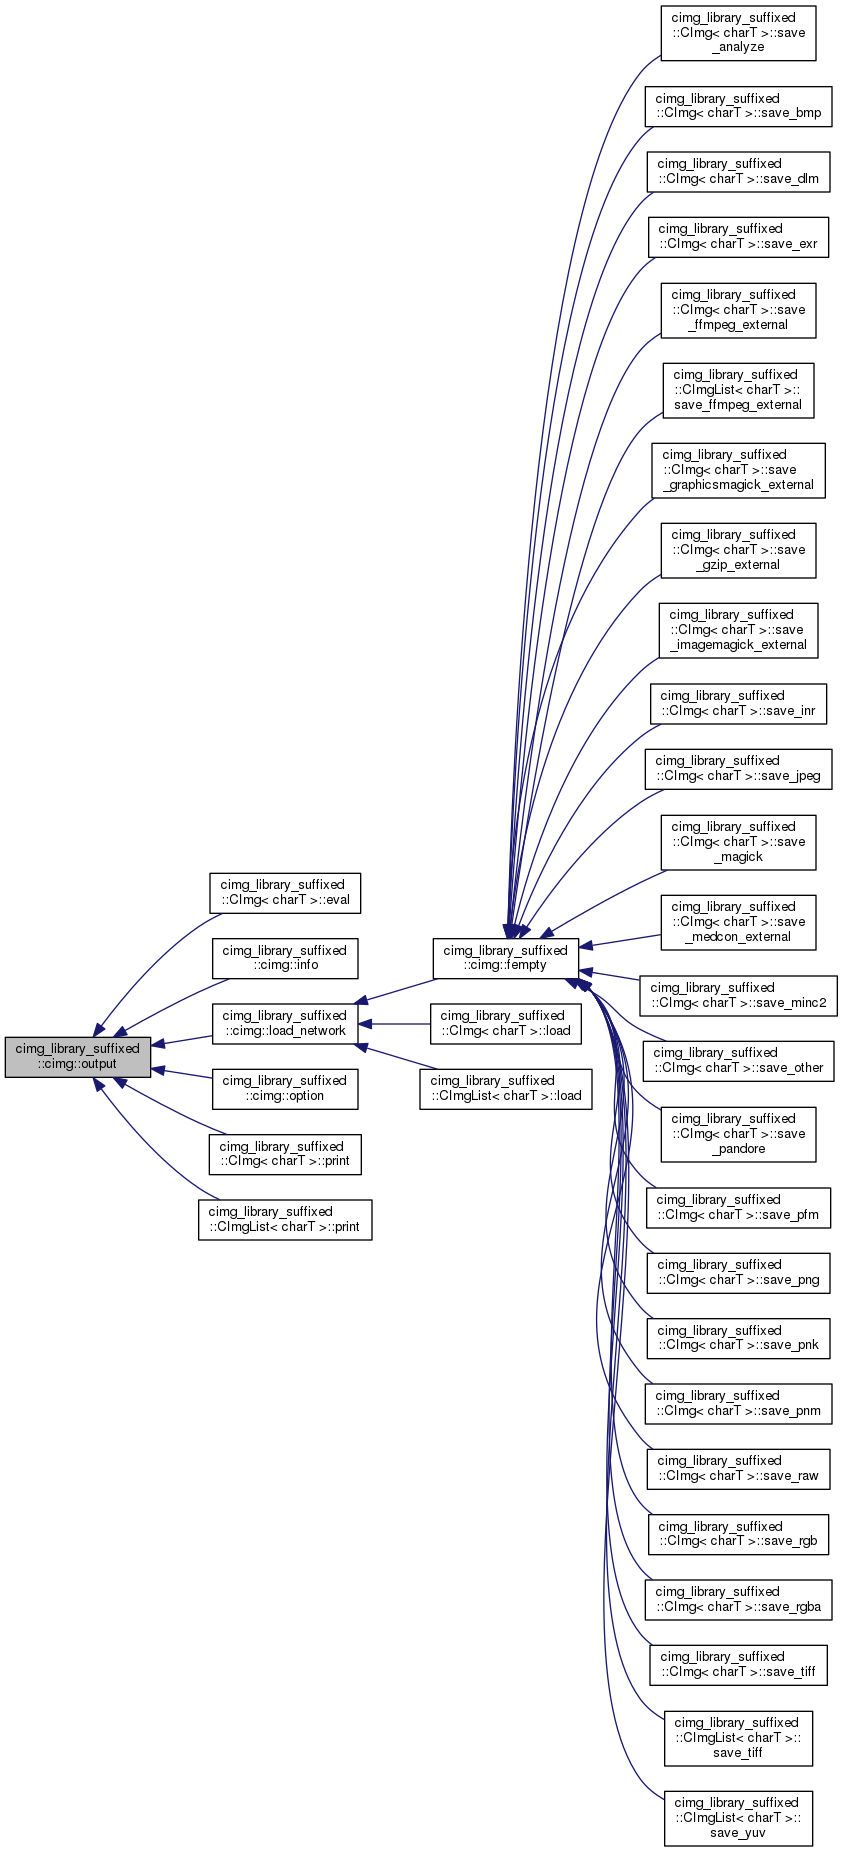 cimg_library_suffixed
::CImg< charT >::save
_analyze
cimg_library_suffixed
::CImg< charT >::save_bmp
cimg_library_suffixed
::CImg< charT >::save_dlm
cimg_library_suffixed
::CImg< charT >::save_exr
cimg_library_suffixed
::CImg< charT >::save
_ffmpeg_external
cimg_library_suffixed
::CImgList< charT >::
save_ffmpeg_external
cimg_library_suffixed
::CImg< charT >::save
_graphicsmagick_external
cimg_library_suffixed
::CImg< charT >::save
_gzip_external
cimg_library_suffixed
::CImg< charT >::save
_imagemagick_external
cimg_library_suffixed
::CImg< charT >::save_inr
cimg_library_suffixed
::CImg< charT >::save_jpeg
cimg_library_suffixed
::CImg< charT >::save
_magick
cimg_library_suffixed
::CImg< charT >::save
_medcon_external
cimg_library_suffixed
::CImg< charT >::save_minc2
cimg_library_suffixed
::CImg< charT >::save_other
cimg_library_suffixed
::CImg< charT >::save
_pandore
cimg_library_suffixed
::CImg< charT >::save_pfm
cimg_library_suffixed
::CImg< charT >::save_png
cimg_library_suffixed
::CImg< charT >::save_pnk
cimg_library_suffixed
::CImg< charT >::save_pnm
cimg_library_suffixed
::CImg< charT >::save_raw
cimg_library_suffixed
::CImg< charT >::save_rgb
cimg_library_suffixed
::CImg< charT >::save_rgba
cimg_library_suffixed
::CImg< charT >::save_tiff
cimg_library_suffixed
::CImgList< charT >::
save_tiff
cimg_library_suffixed
::CImgList< charT >::
save_yuv
cimg_library_suffixed
::cimg::fempty
cimg_library_suffixed
::CImg< charT >::load
cimg_library_suffixed
::CImgList< charT >::load
cimg_library_suffixed
::CImg< charT >::eval
cimg_library_suffixed
::cimg::info
cimg_library_suffixed
::cimg::load_network
cimg_library_suffixed
::cimg::option
cimg_library_suffixed
::CImg< charT >::print
cimg_library_suffixed
::CImgList< charT >::print
cimg_library_suffixed
::cimg::output